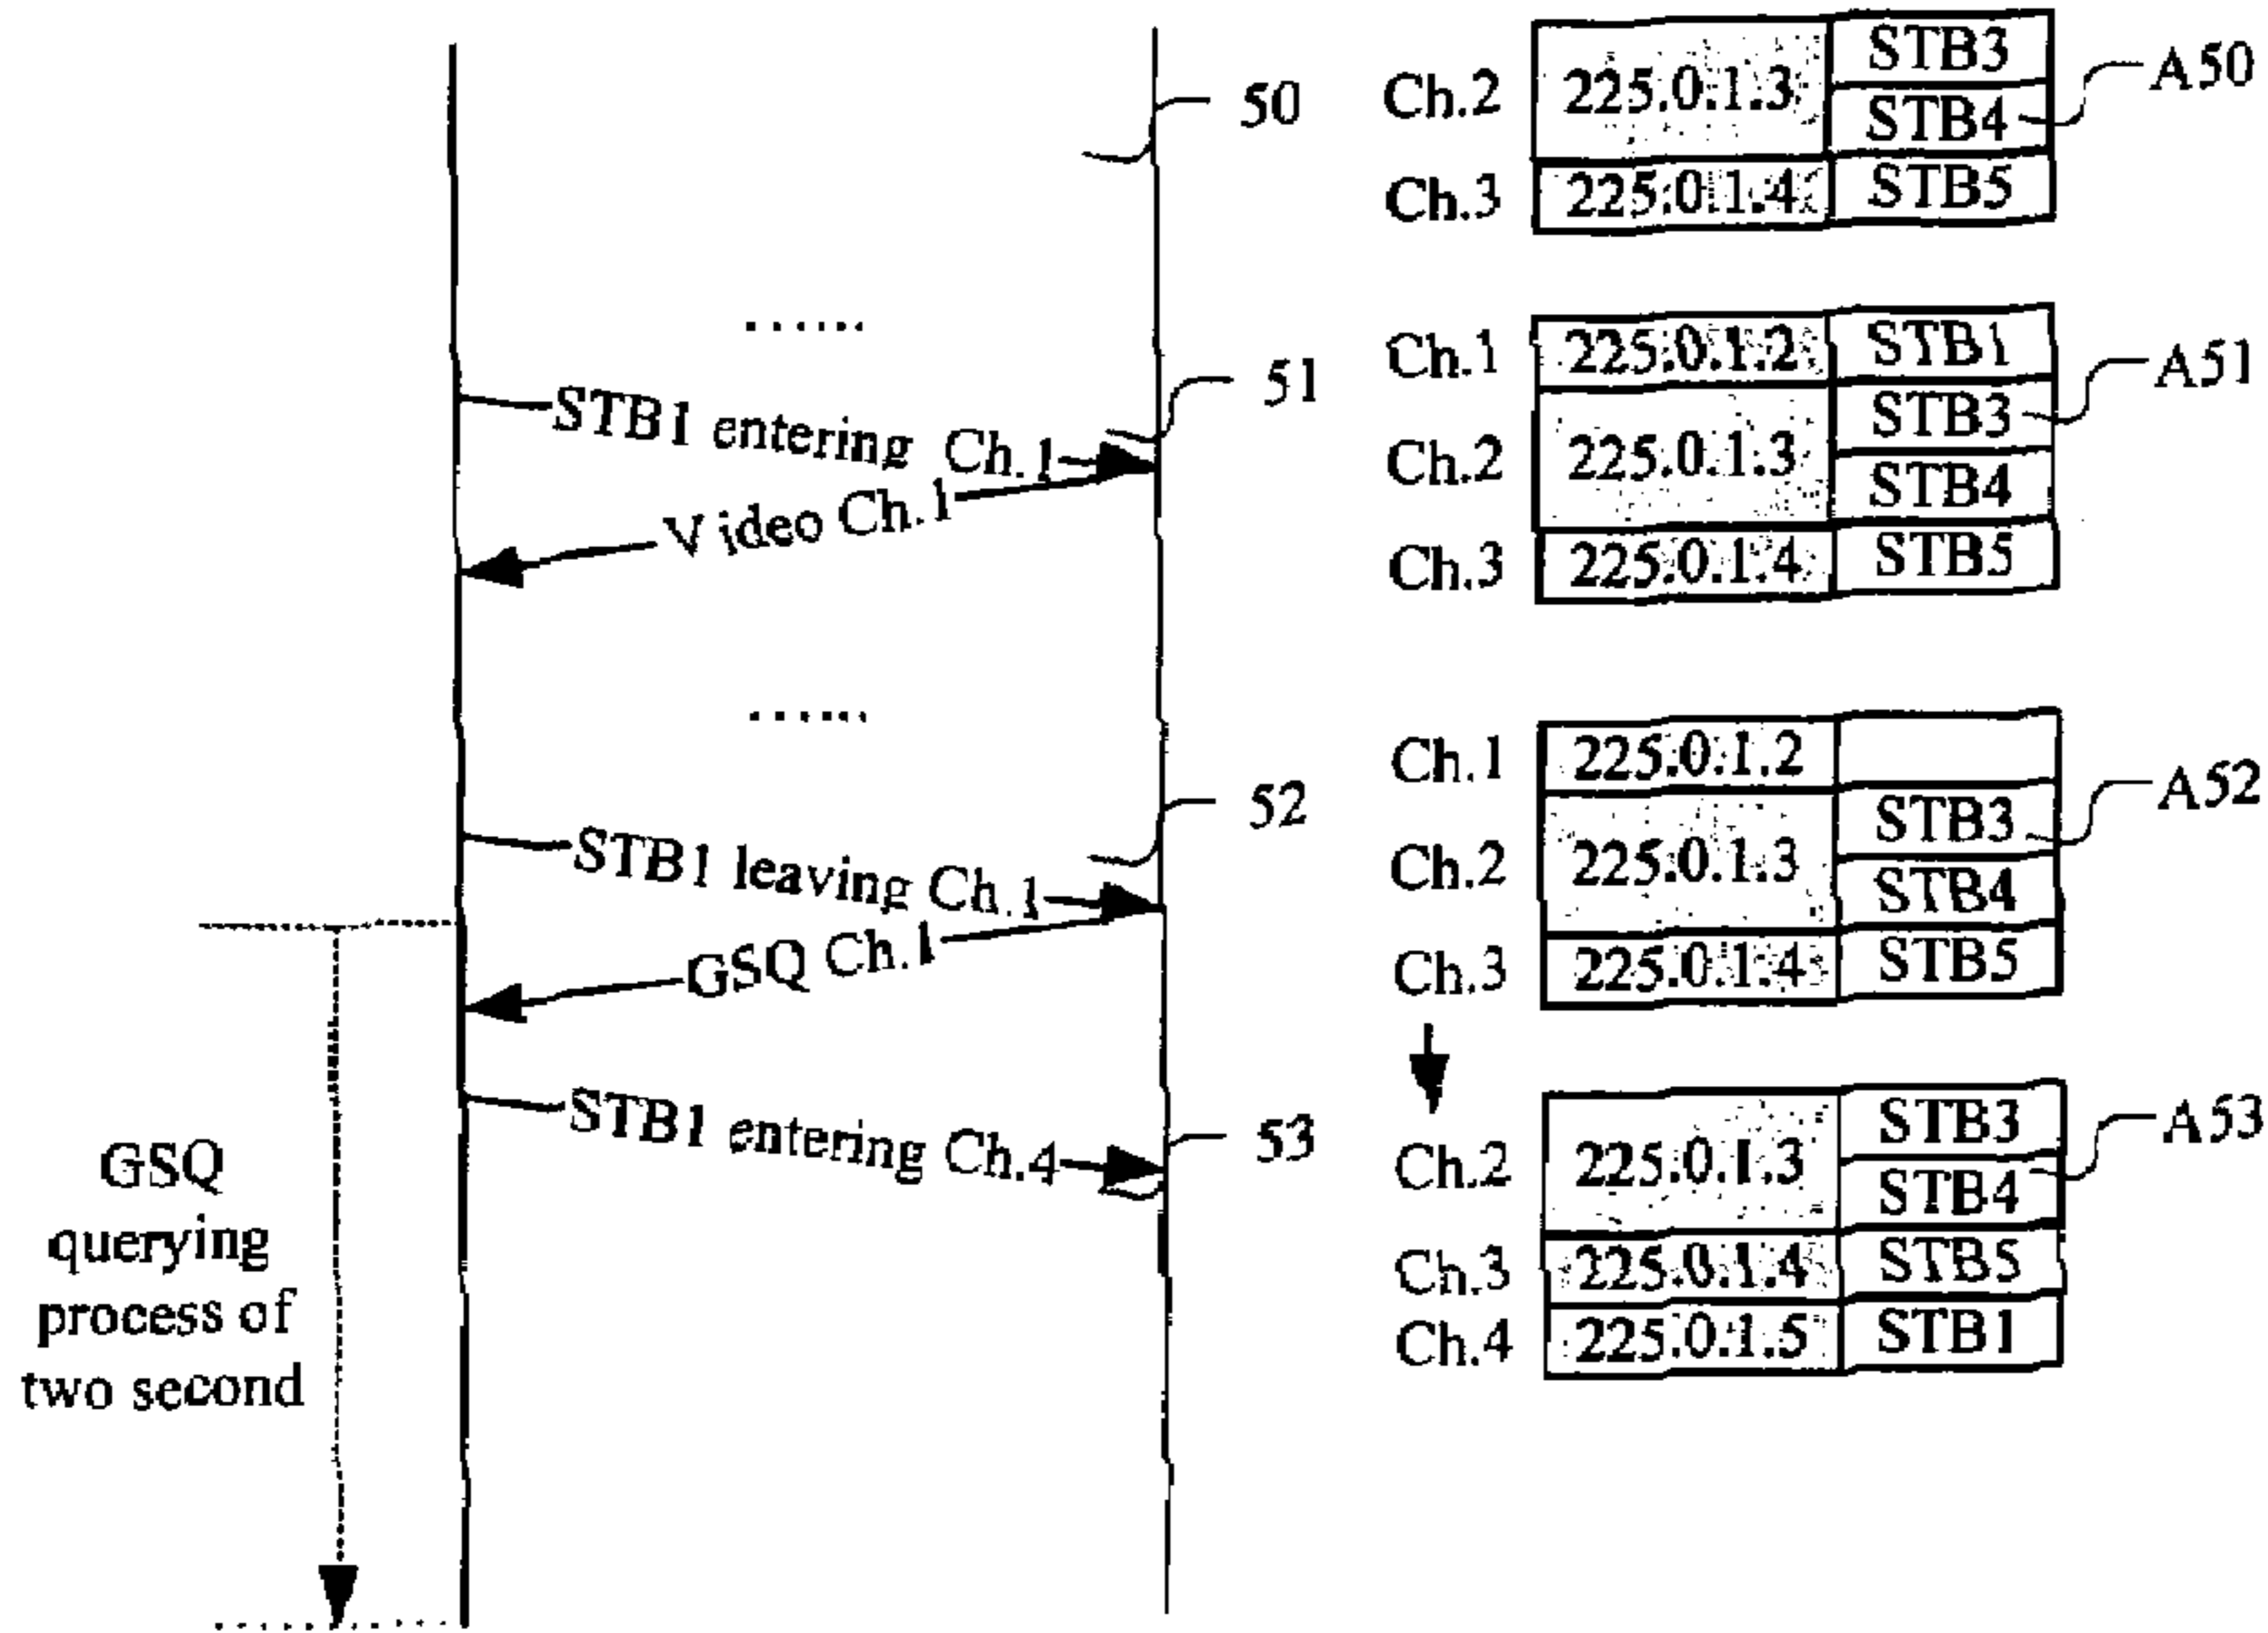 50
Ch.2 225.0.1.3 STB3
STB4
A50
Ch.3 225.0.1.4 STB5
......
STB1 entering Ch.1
51
Video Ch.1
Ch.1 225.0.1.2 STB1
A51
Ch.2 225.0.1.3 STB3
STB4
Ch.3 225.0.1.4 STB5
......
STB1 leaving Ch.1
52
GSQ Ch.1
Ch.1 225.0.1.2
A52
Ch.2 225.0.1.3 STB3
STB4
Ch.3 225.0.1.4 STB5
STB1 entering Ch.4
53
GSQ
querying
process of
two second
Ch.2 225.0.1.3 STB3
STB4
A53
Ch.3 225.0.1.4 STB5
Ch.4 225.0.1.5 STB1